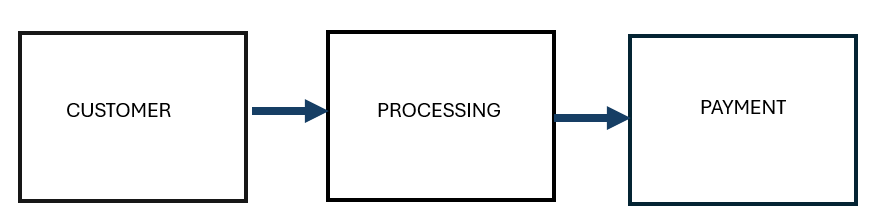 CUSTOMER
PROCESSING
PAYMENT